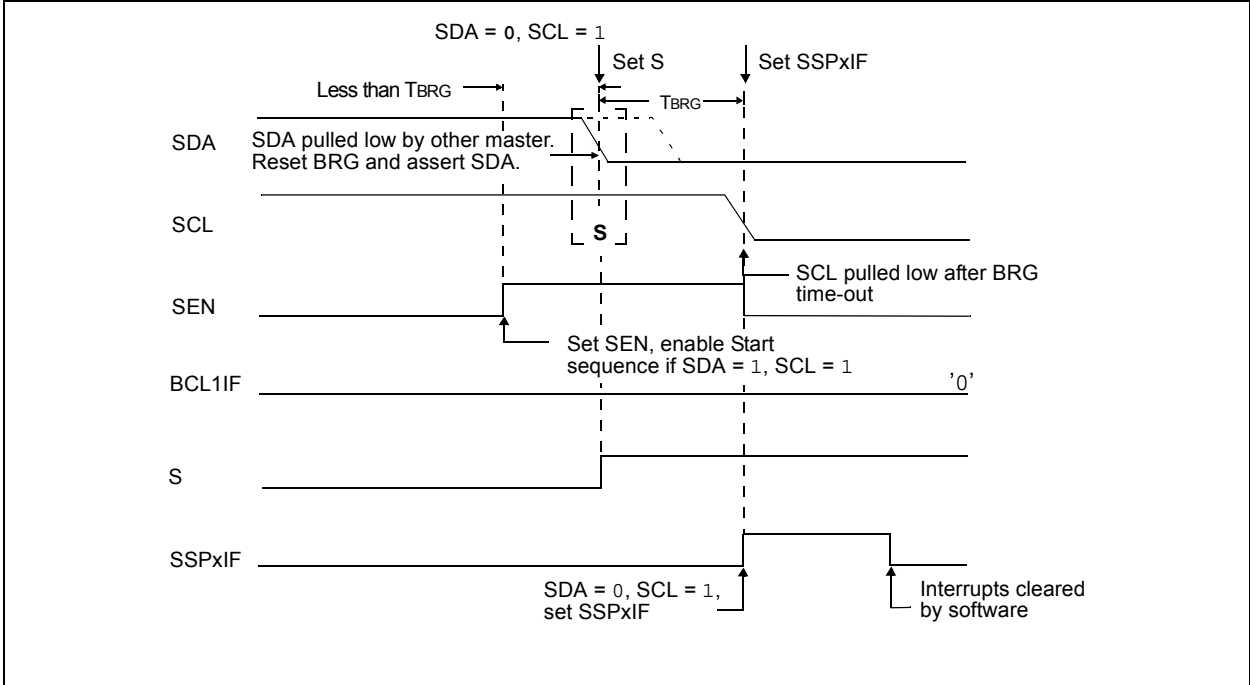 SDA = 0, SCL = 1
Set S
Set SSPxIF
Less than TBRG
TBRG
SDA
SDA pulled low by other master.
Reset BRG and assert SDA.
SCL
S
SCL pulled low after BRG
time-out
SEN
Set SEN, enable Start
sequence if SDA = 1, SCL = 1
BCL1IF
'0'
S
SSPxIF
SDA = 0, SCL = 1,
set SSPxIF
Interrupts cleared
by software